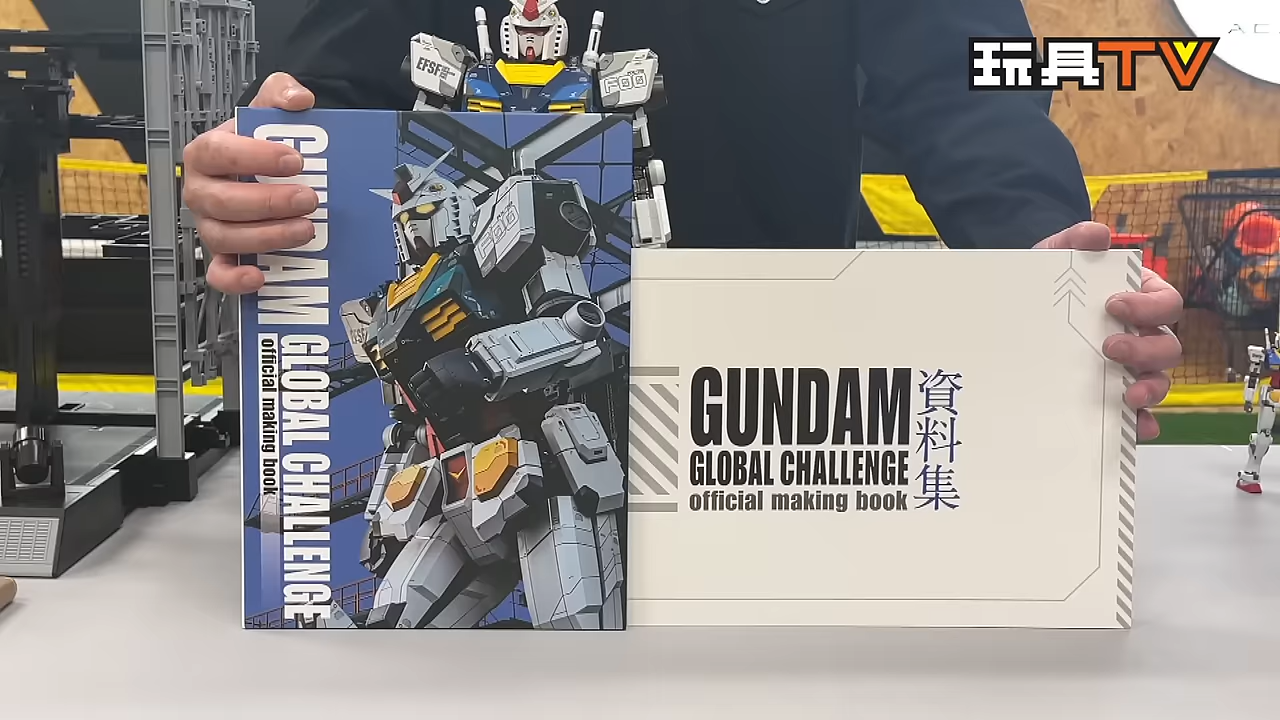 玩具TV
EFSF
FOO
GUNDAM
GLOBAL CHALLENGE
official making book
GUNDAM
GLOBAL CHALLENGE
official making book
資料集